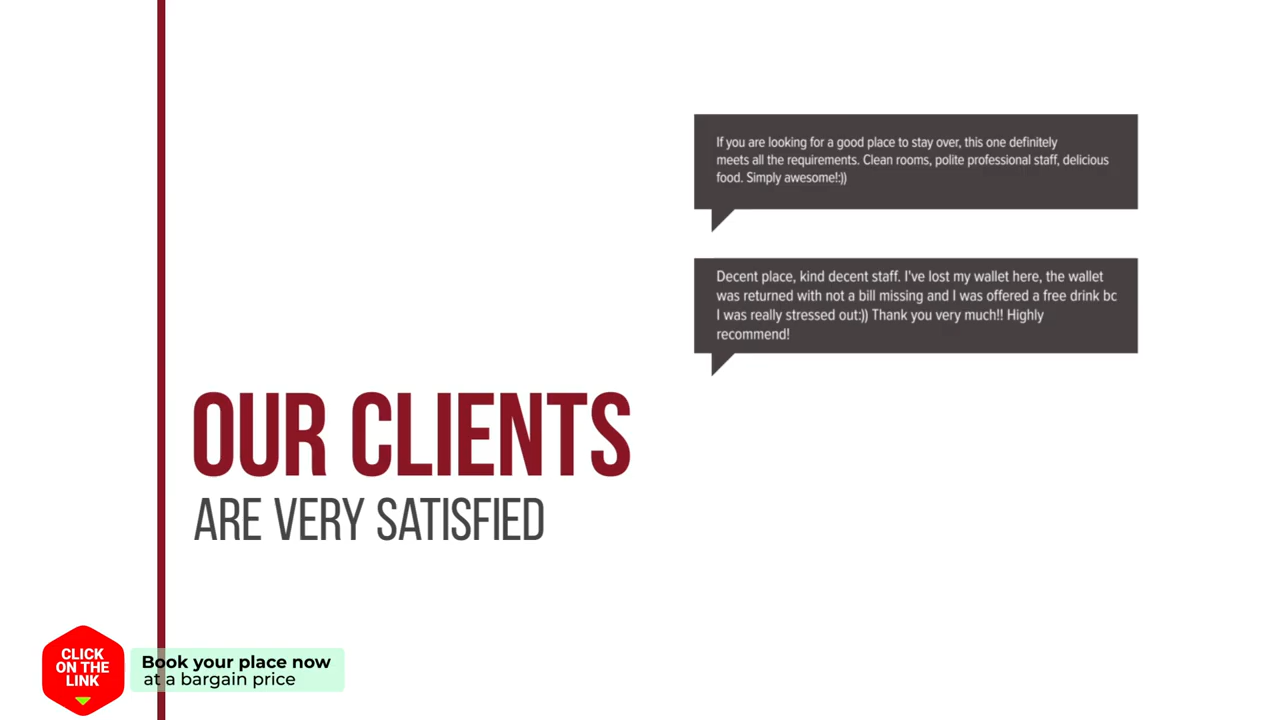 If you are looking for a good place to stay over, this one definitely
meets all the requirements. Clean rooms, polite professional staff, delicious
food. Simply awesome!:))
Decent place, kind decent staff. I've lost my wallet here, the wallet
was returned with not a bill missing and I was offered a free drink bc
I was really stressed out:)) Thank you very much!! Highly
recommend!
OUR CLIENTS
ARE VERY SATISFIED
CLICK
ON THE
LINK
Book your place now
at a bargain price